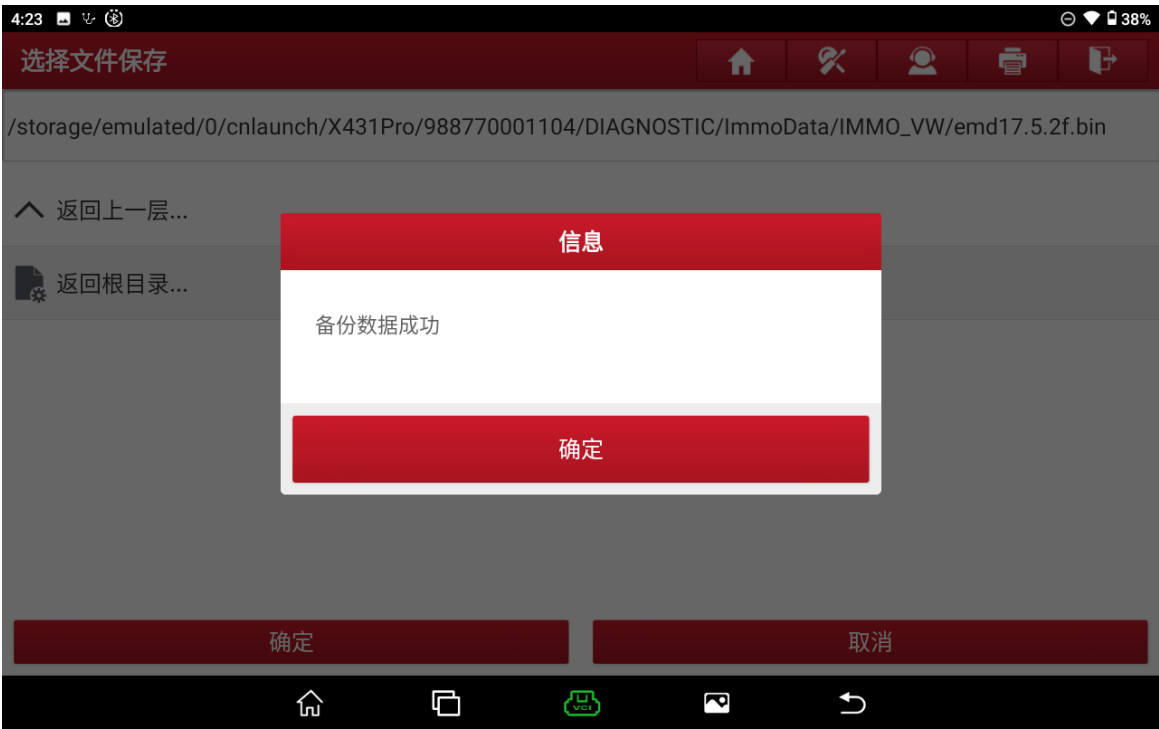 4:23
38%
选择文件保存
/storage/emulated/0/cnlaunch/X431Pro/988770001104/DIAGNOSTIC/ImmoData/IMMO_VW/emd17.5.2f.bin
返回上一层...
返回根目录...
信息
备份数据成功
确定
确定
取消
VCI